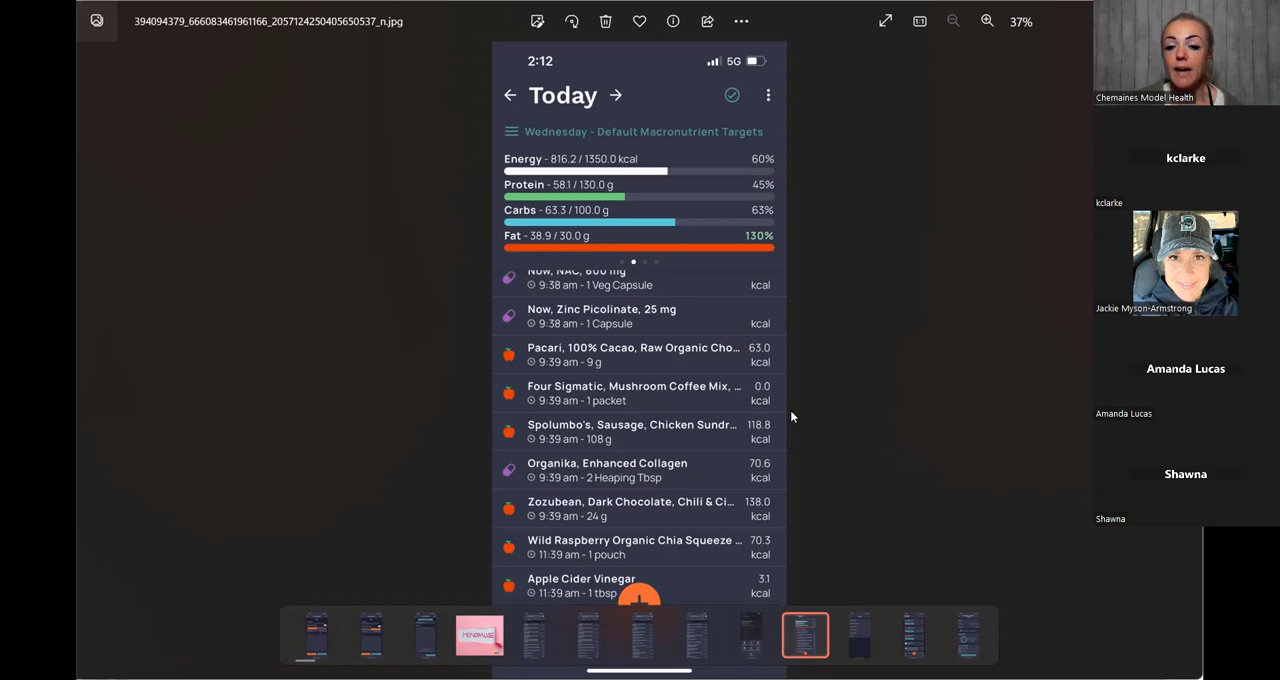 394094379_666083461961166_2057124250405650537_n.jpg
37%
2:12
5G
Today
Wednesday - Default Macronutrient Targets
Energy - 816.2 / 1350.0 kcal 60%
Protein - 58.1 / 130.0 g 45%
Carbs - 63.3 / 100.0 g 63%
Fat - 38.9 / 30.0 g 130%
Now, NAC, 600 mg
9:38 am - 1 Veg Capsule kcal
Now, Zinc Picolinate, 25 mg
9:38 am - 1 Capsule kcal
Pacari, 100% Cacao, Raw Organic Cho... 63.0
9:39 am - 9 g kcal
Four Sigmatic, Mushroom Coffee Mix, ... 0.0
9:39 am - 1 packet kcal
Spolumbo's, Sausage, Chicken Sundr... 118.8
9:39 am - 108 g kcal
Organika, Enhanced Collagen 70.6
9:39 am - 2 Heaping Tbsp kcal
Zozubean, Dark Chocolate, Chili & Ci... 138.0
9:39 am - 24 g kcal
Wild Raspberry Organic Chia Squeeze ... 70.3
11:39 am - 1 pouch kcal
Apple Cider Vinegar 3.1
11:39 am - 1 tbsp kcal
MENOPAUSE
Chemaines Model Health
kclarke
kclarke
Jackie Myson-Armstrong
Amanda Lucas
Amanda Lucas
Shawna
Shawna